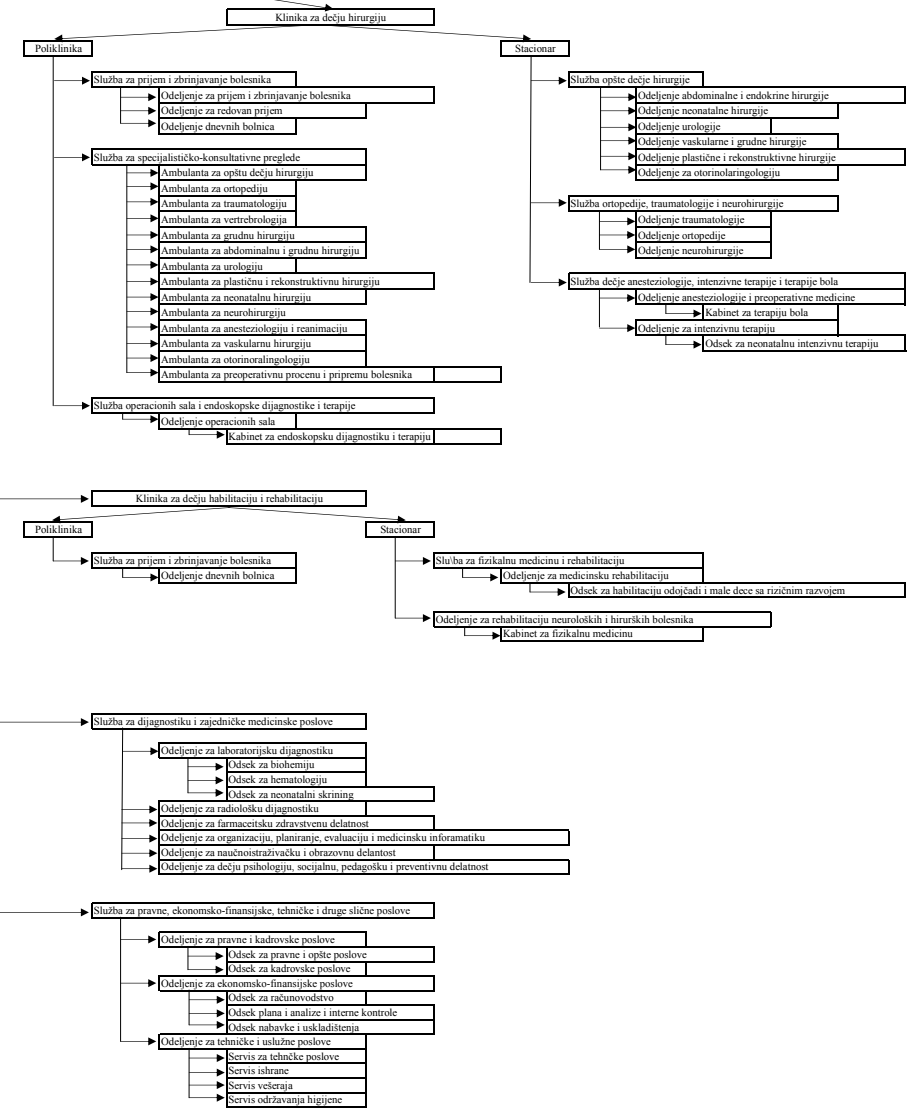 Klinika za dečju hirurgiju
Poliklinika
Služba za prijem i zbrinjavanje bolesnika
Odeljenje za prijem i zbrinjavanje bolesnika
Odeljenje za redovan prijem
Odeljenje dnevnih bolnica
Služba za specijalističko-konsultativne preglede
Ambulanta za opštu dečju hirurgiju
Ambulanta za ortopediju
Ambulanta za traumatologiju
Ambulanta za vertrebrologija
Ambulanta za grudnu hirurgiju
Ambulanta za abdominalnu i grudnu hirurgiju
Ambulanta za urologiju
Ambulanta za plastičnu i rekonstruktivnu hirurgiju
Ambulanta za neonatalnu hirurgiju
Ambulanta za neurohirurgiju
Ambulanta za anesteziologiju i reanimaciju
Ambulanta za vaskularnu hirurgiju
Ambulanta za otorinoralingologiju
Ambulanta za preoperativnu procenu i pripremu bolesnika
Služba operacionih sala i endoskopske dijagnostike i terapije
Odeljenje operacionih sala
Kabinet za endoskopsku dijagnostiku i terapiju
Stacionar
Služba opšte dečje hirurgije
Odeljenje abdominalne i endokrine hirurgije
Odeljenje neonatalne hirurgije
Odeljenje urologije
Odeljenje vaskularne i grudne hirurgije
Odeljenje plastične i rekonstruktivne hirurgije
Odeljenje za otorinolaringologiju
Služba ortopedije, traumatologije i neurohirurgije
Odeljenje traumatologije
Odeljenje ortopedije
Odeljenje neurohirurgije
Služba dečje anesteziologije, intenzivne terapije i terapije bola
Odeljenje anesteziologije i preoperativne medicine
Kabinet za terapiju bola
Odeljenje za intenzivnu terapiju
Odsek za neonatalnu intenzivnu terapiju
Klinika za dečju habilitaciju i rehabilitaciju
Poliklinika
Služba za prijem i zbrinjavanje bolesnika
Odeljenje dnevnih bolnica
Stacionar
Slu\ba za fizikalnu medicinu i rehabilitaciju
Odeljenje za medicinsku rehabilitaciju
Odsek za habilitaciju odojčadi i male dece sa rizičnim razvojem
Odeljenje za rehabilitaciju neuroloških i hirurških bolesnika
Kabinet za fizikalnu medicinu
Služba za dijagnostiku i zajedničke medicinske poslove
Odeljenje za laboratorijsku dijagnostiku
Odsek za biohemiju
Odsek za hematologiju
Odsek za neonatalni skrining
Odeljenje za radiološku dijagnostiku
Odeljenje za farmaceitsku zdravstvenu delatnost
Odeljenje za organizaciju, planiranje, evaluaciju i medicinsku informatiku
Odeljenje za naučnoistraživačku i obrazovnu delantost
Odeljenje za dečju psihologiju, socijalnu, pedagošku i preventivnu delatnost
Služba za pravne, ekonomsko-finansijske, tehničke i druge slične poslove
Odeljenje za pravne i kadrovske poslove
Odsek za pravne i opšte poslove
Odsek za kadrovske poslove
Odeljenje za ekonomsko-finansijske poslove
Odsek za računovodstvo
Odsek plana i analize i interne kontrole
Odsek nabavke i uskladištenja
Odeljenje za tehničke i uslužne poslove
Servis za tehnčke poslove
Servis ishrane
Servis vešeraja
Servis održavanja higijene